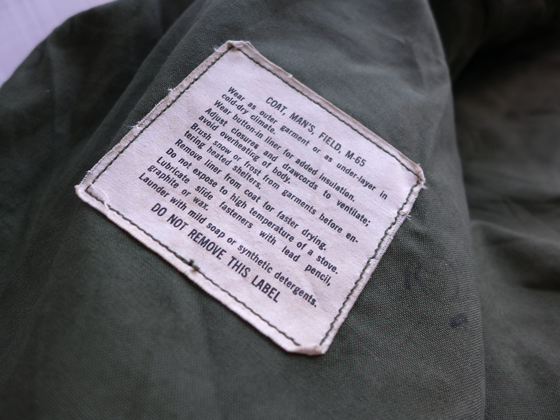 COAT, MAN'S, FIELD, M-65
Wear as outer garment or as under-layer in
cold-dry climate.
Wear button-in liner for added insulation.
Adjust closures and drawcords to ventilate;
avoid overheating of body.
Brush snow or frost from garments before en-
tering heated shelters.
Remove liner from coat for faster drying.
Do not expose to high temperature of a stove.
Lubricate slide fasteners with lead pencil,
graphite or wax.
Laundry with mild soap or synthetic detergents.
DO NOT REMOVE THIS LABEL